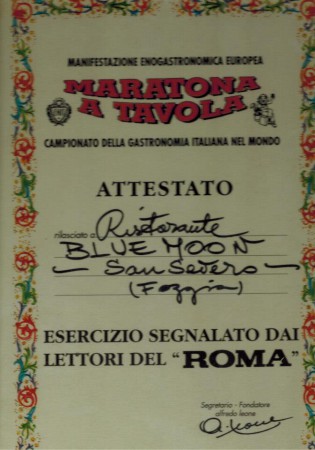 MANIFESTAZIONE ENOGASTRONOMICA EUROPEA
MARATONA
A TAVOLA
CAMPIONATO DELLA GASTRONOMIA ITALIANA NEL MONDO
ATTESTATO
rilasciato a Ristorante
BLUE MOON
- San Severo -
(Foggia)
ESERCIZIO SEGNALATO DAI
LETTORI DEL "ROMA"
Segretario - Fondatore
alfredo leone
A. Leone